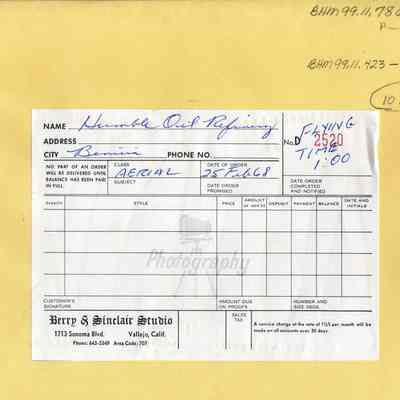 BHM 99.11.78
BHM 99.11.423 -
10
NAME Humble Oil Refinery
ADDRESS
CITY Benicia PHONE NO.
No.D 2520
FLYING TIME 1:00
NO PART OF AN ORDER WILL BE DELIVERED UNTIL BALANCE HAS BEEN PAID IN FULL
CLASS AERIAL
SUBJECT
DATE OF ORDER 25 Feb 68
DATE ORDER PROMISED
DATE ORDER COMPLETED AND NOTIFIED
STYLE PRICE AMOUNT DEPOSIT PAYMENT BALANCE DATE AND INITIALS
Photography
CUSTOMER'S SIGNATURE
AMOUNT DUE ON PROOFS
NUMBER AND SIZE DEGS.
Berry & Sinclair Studio
1713 Sonoma Blvd. Vallejo, Calif.
Phone: 643-5649 Area Code: 707
SALES TAX
A service charge at the rate of 1½% per month will be made on all accounts over 30 days.